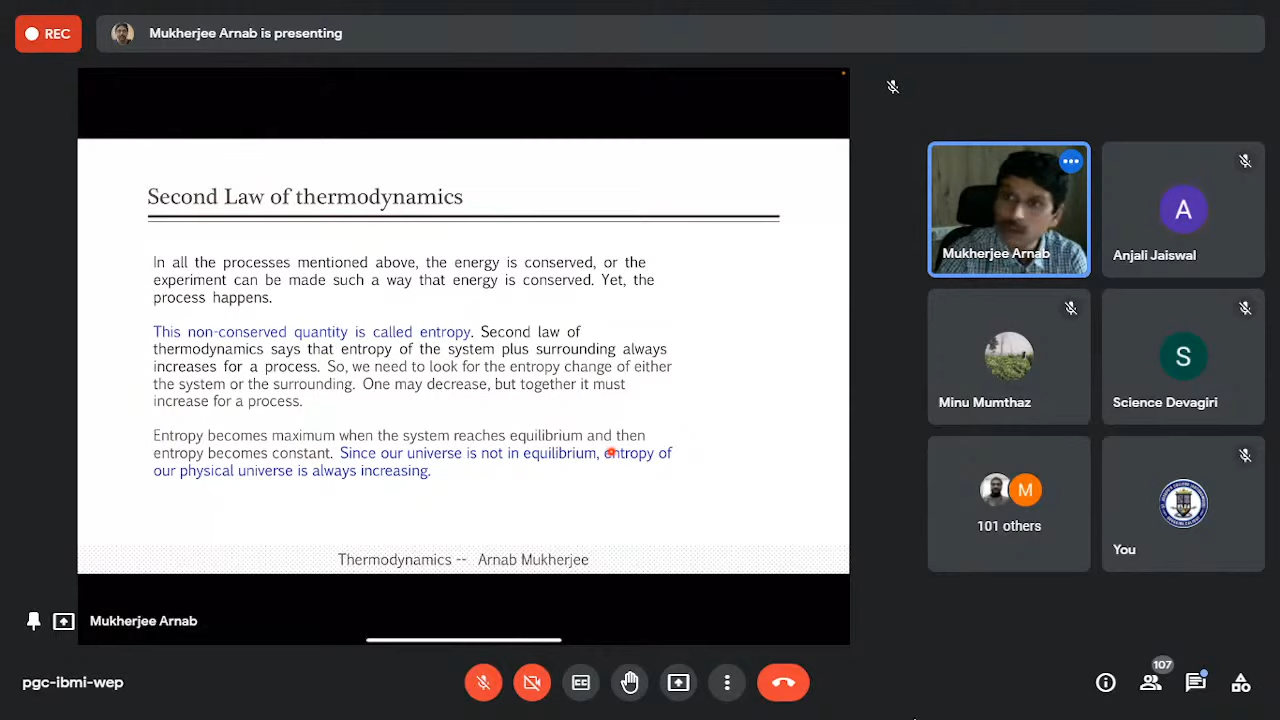 REC
Mukherjee Arnab is presenting
Second Law of thermodynamics
In all the processes mentioned above, the energy is conserved, or the
experiment can be made such a way that energy is conserved. Yet, the
process happens.
This non-conserved quantity is called entropy. Second law of
thermodynamics says that entropy of the system plus surrounding always
increases for a process. So, we need to look for the entropy change of either
the system or the surrounding. One may decrease, but together it must
increase for a process.
Entropy becomes maximum when the system reaches equilibrium and then
entropy becomes constant. Since our universe is not in equilibrium, entropy of
our physical universe is always increasing.
Thermodynamics -- Arnab Mukherjee
Mukherjee Arnab
Mukherjee Arnab
A
Anjali Jaiswal
Minu Mumthaz
S
Science Devagiri
M
101 others
You
pgc-ibmi-wep
107